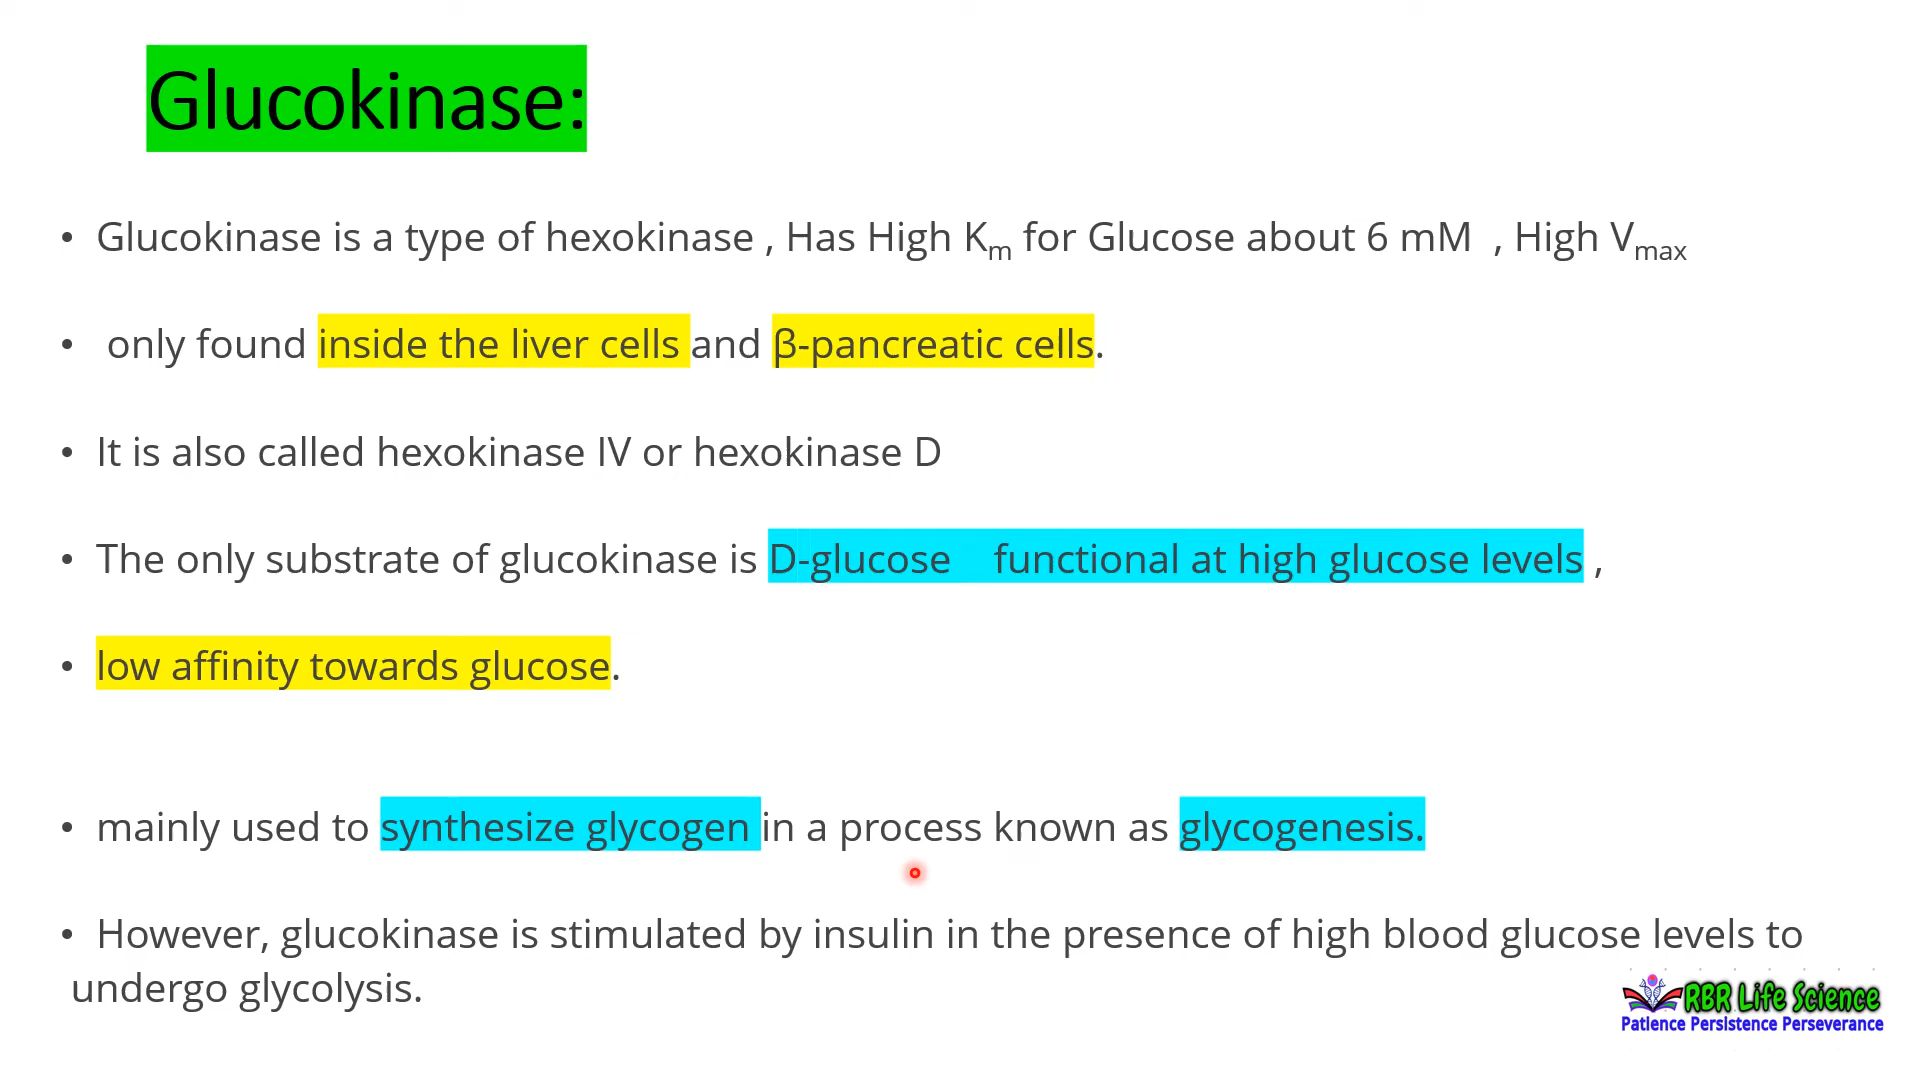 Glucokinase:
• Glucokinase is a type of hexokinase , Has High Km for Glucose about 6 mM , High Vmax
• only found inside the liver cells and β-pancreatic cells.
• It is also called hexokinase IV or hexokinase D
• The only substrate of glucokinase is D-glucose functional at high glucose levels ,
• low affinity towards glucose.
• mainly used to synthesize glycogen in a process known as glycogenesis.
• However, glucokinase is stimulated by insulin in the presence of high blood glucose levels to
undergo glycolysis.
RBR Life Science
Patience Persistence Perseverance